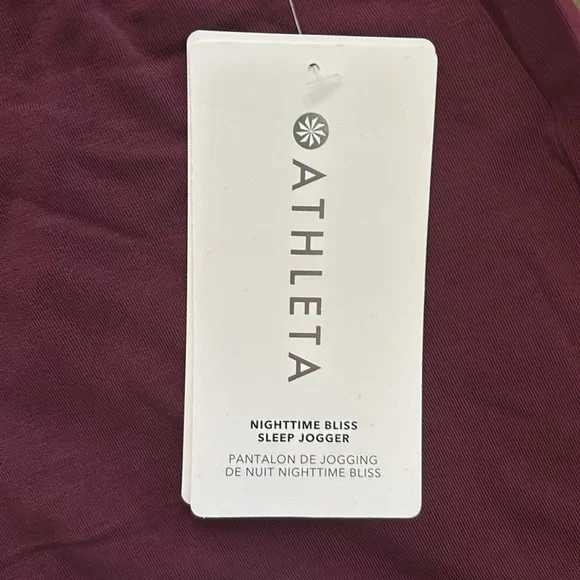 ATHLETA
NIGHTTIME BLISS
SLEEP JOGGER
PANTALON DE JOGGING
DE NUIT NIGHTTIME BLISS